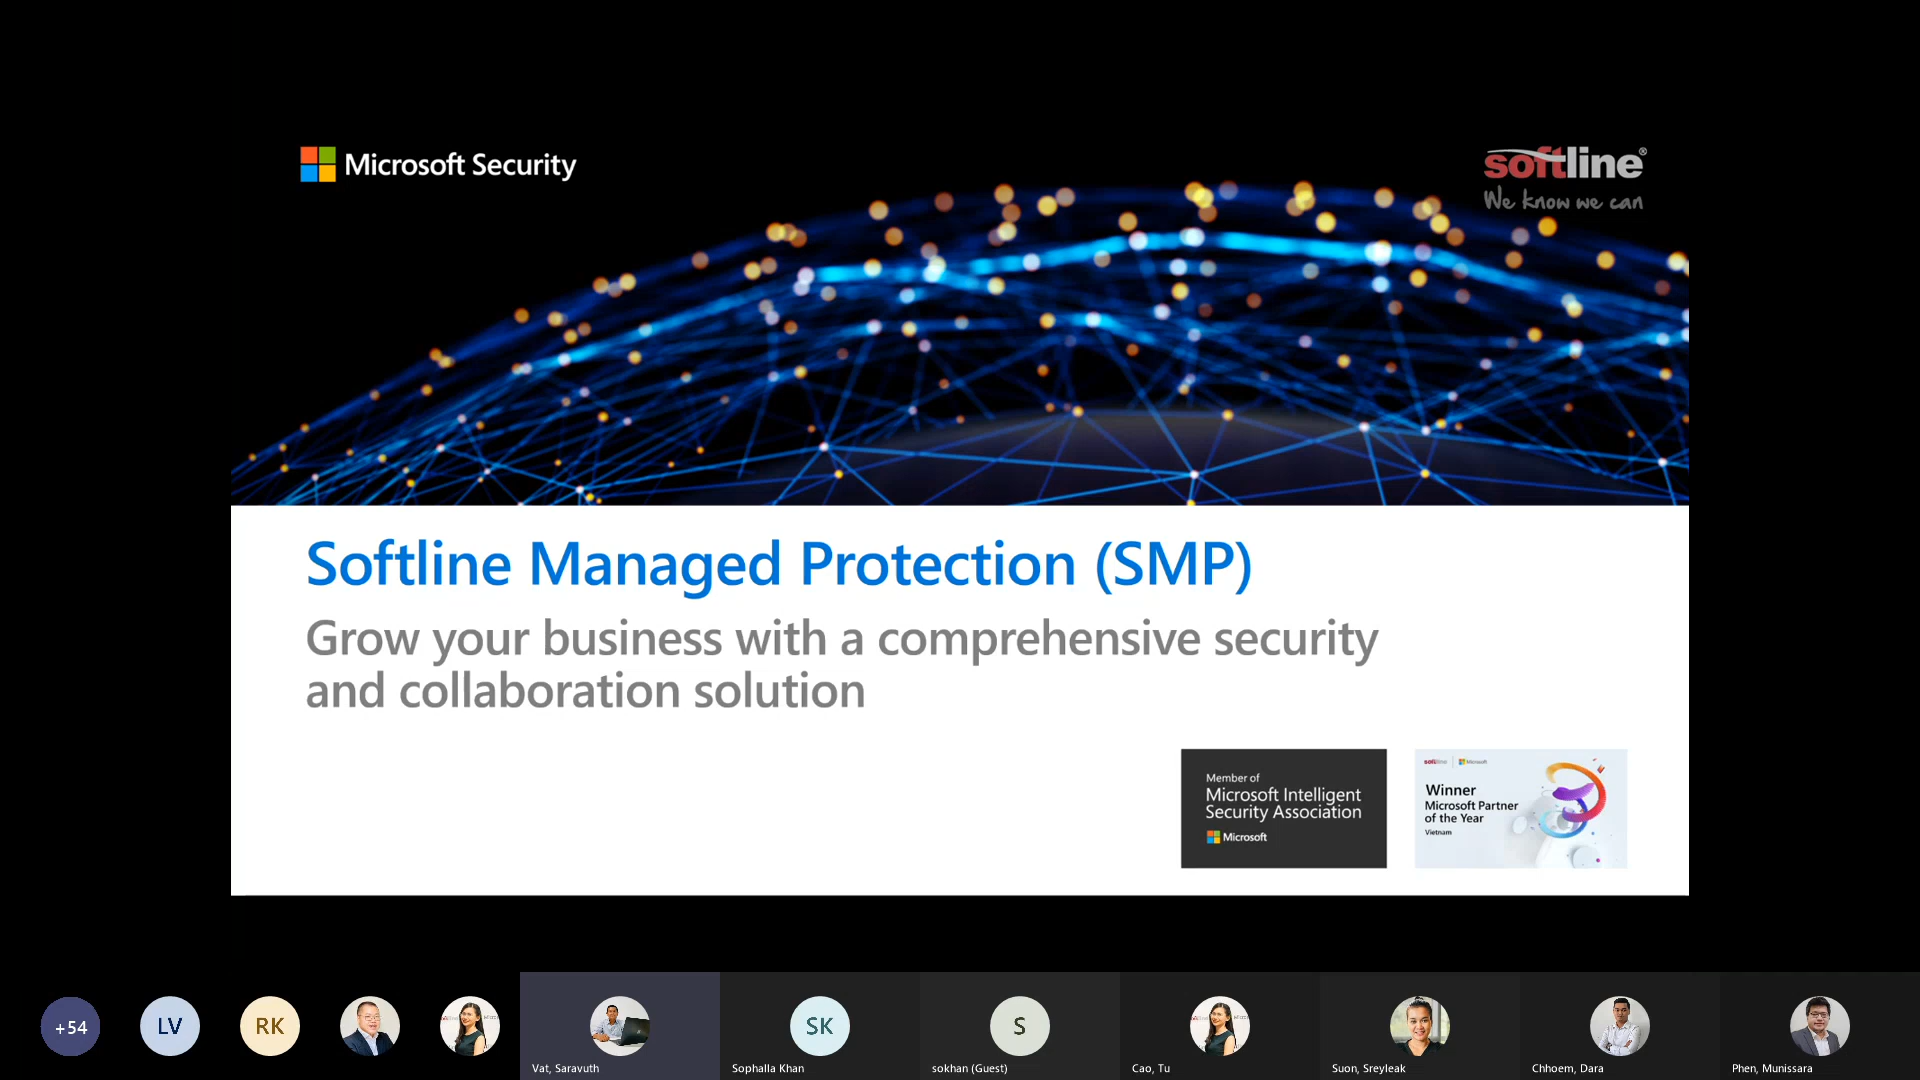 Microsoft Security
softline®
We know we can
Softline Managed Protection (SMP)
Grow your business with a comprehensive security
and collaboration solution
Member of
Microsoft Intelligent
Security Association
Microsoft
softline | Microsoft
Winner
Microsoft Partner
of the Year
Vietnam
+54
LV
RK
SK
S
Vat, Saravuth
Sophalla Khan
sokhan (Guest)
Cao, Tu
Suon, Sreyleak
Chhoem, Dara
Phen, Munissara